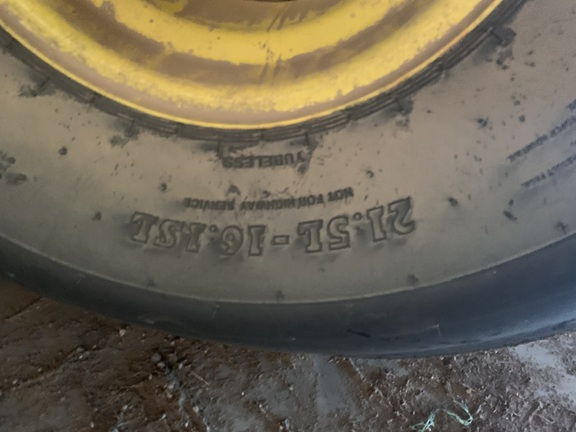 21.5L-16.1SL
NOT FOR HIGHWAY SERVICE
TUBELESS